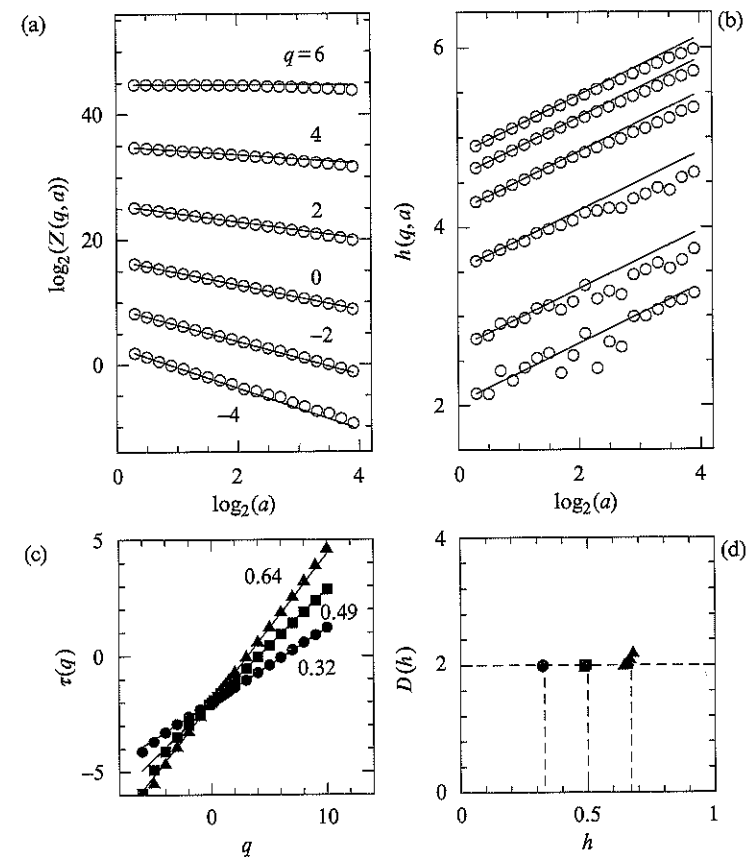 (a)
q=6
4
2
0
−2
−4
40
20
0
log₂(Z(q,a))
0 2 4
log₂(a)
(b)
6
4
2
h(q,a)
0 2 4
log₂(a)
(c)
5
0
−5
τ(q)
0.64
0.49
0.32
0 10
q
(d)
4
2
0
D(h)
0 0.5 1
h